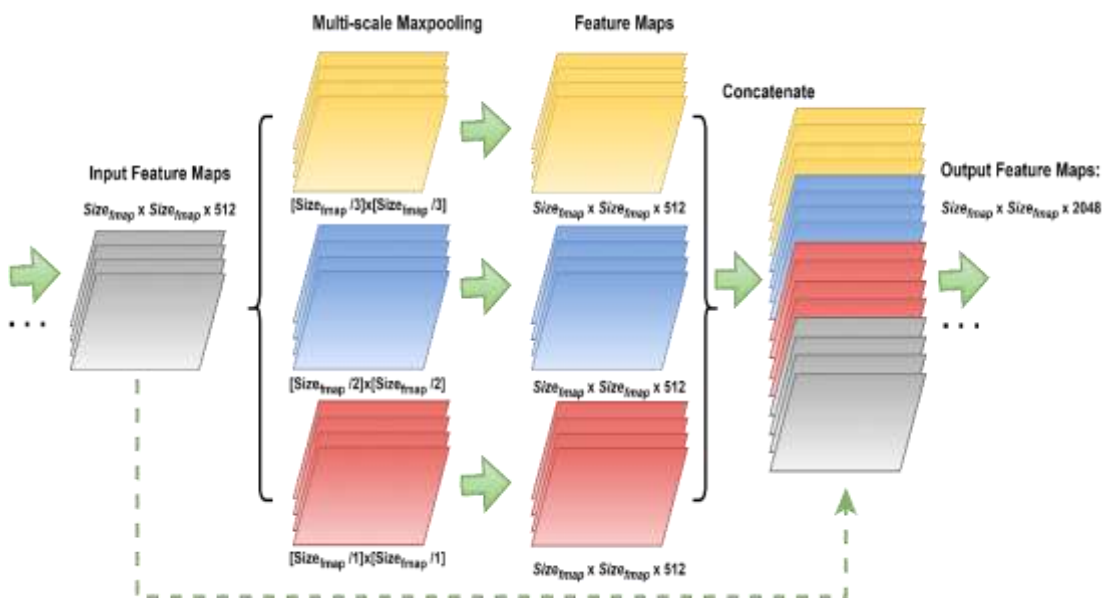 Multi-scale Maxpooling
Feature Maps
Concatenate
Input Feature Maps
Size_fmap x Size_fmap x 512
Output Feature Maps:
Size_fmap x Size_fmap x 2048
[Size_fmap /3]x[Size_fmap /3]
Size_fmap x Size_fmap x 512
[Size_fmap /2]x[Size_fmap /2]
Size_fmap x Size_fmap x 512
[Size_fmap /1]x[Size_fmap /1]
Size_fmap x Size_fmap x 512
. . .
. . .